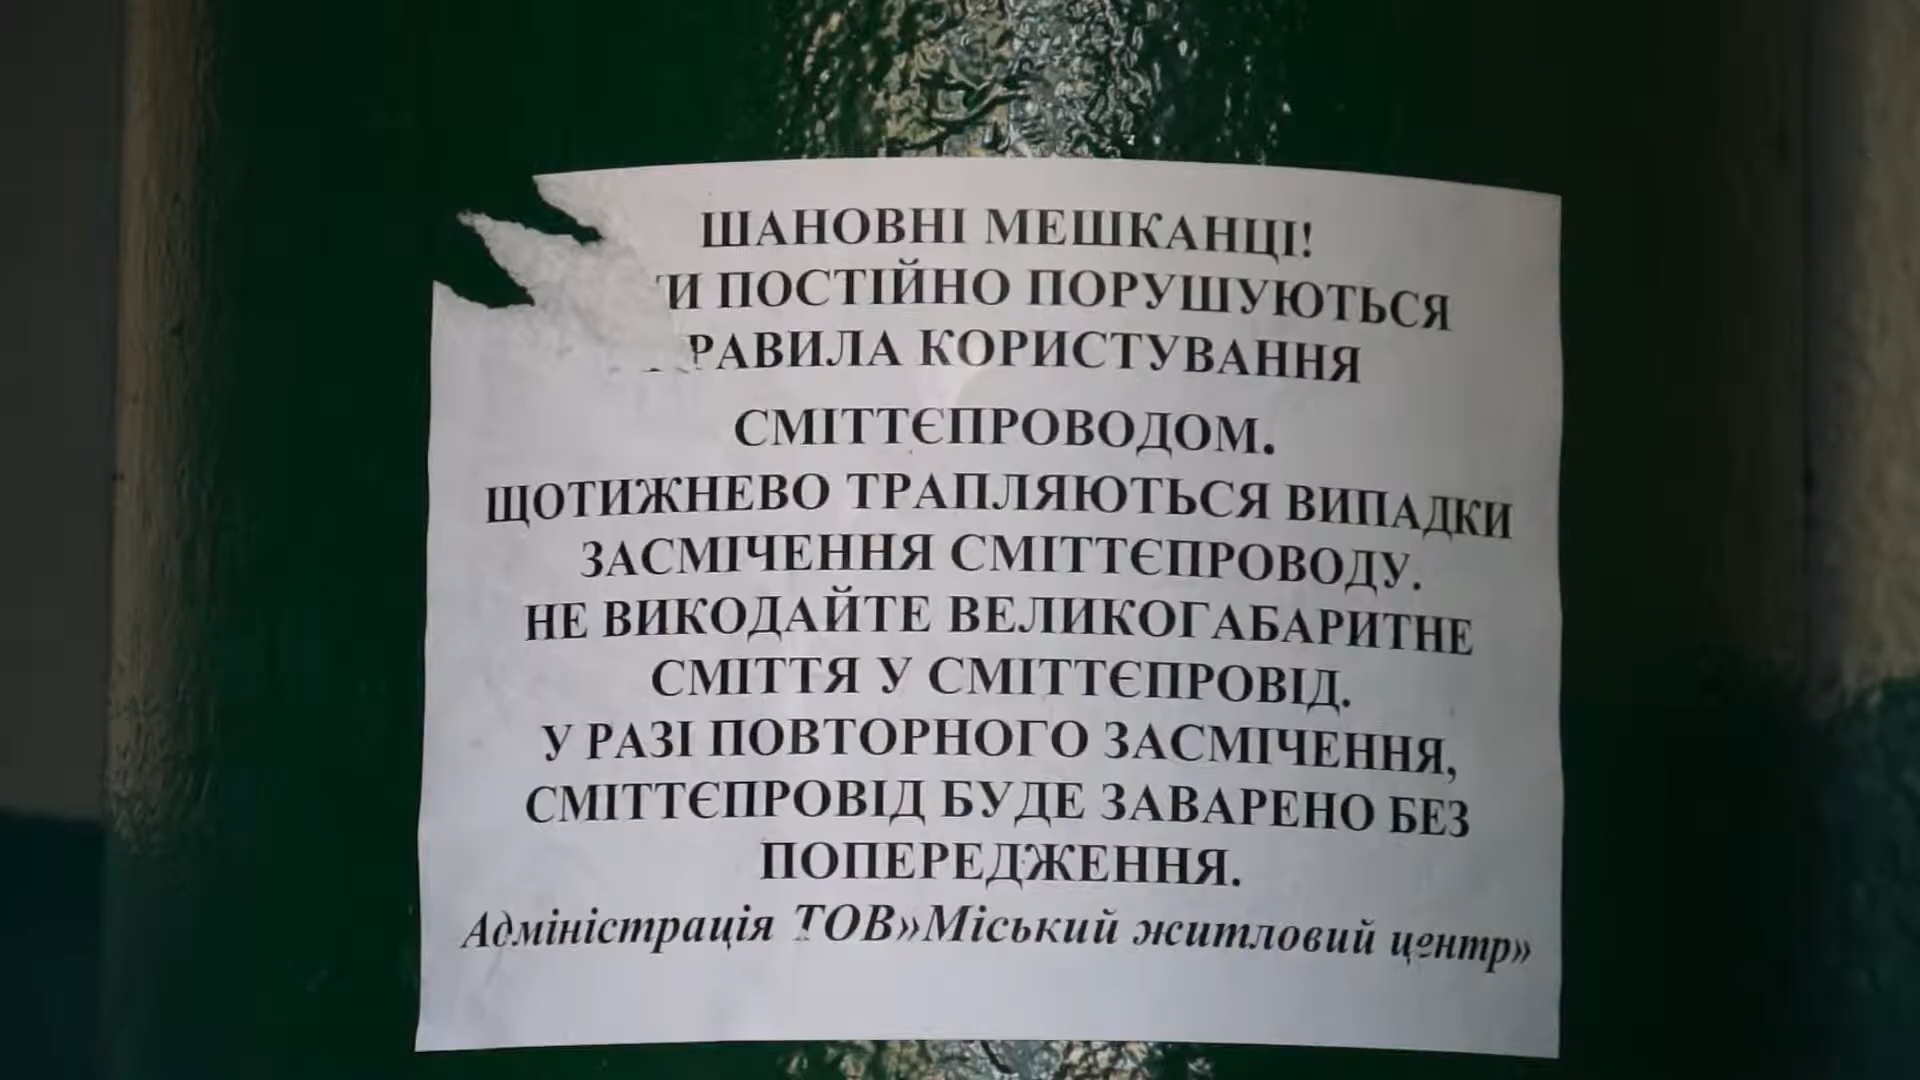 ШАНОВНІ МЕШКАНЦІ!
ПОСТІЙНО ПОРУШУЮТЬСЯ
РАВИЛА КОРИСТУВАННЯ
СМІТТЄПРОВОДОМ.
ЩОТИЖНЕВО ТРАПЛЯЮТЬСЯ ВИПАДКИ
ЗАСМІЧЕННЯ СМІТТЄПРОВОДУ.
НЕ ВИКОДАЙТЕ ВЕЛИКОГАБАРИТНЕ
СМІТТЯ У СМІТТЄПРОВІД.
У РАЗІ ПОВТОРНОГО ЗАСМІЧЕННЯ,
СМІТТЄПРОВІД БУДЕ ЗАВАРЕНО БЕЗ
ПОПЕРЕДЖЕННЯ.
Адміністрація ТОВ»Міський житловий центр»